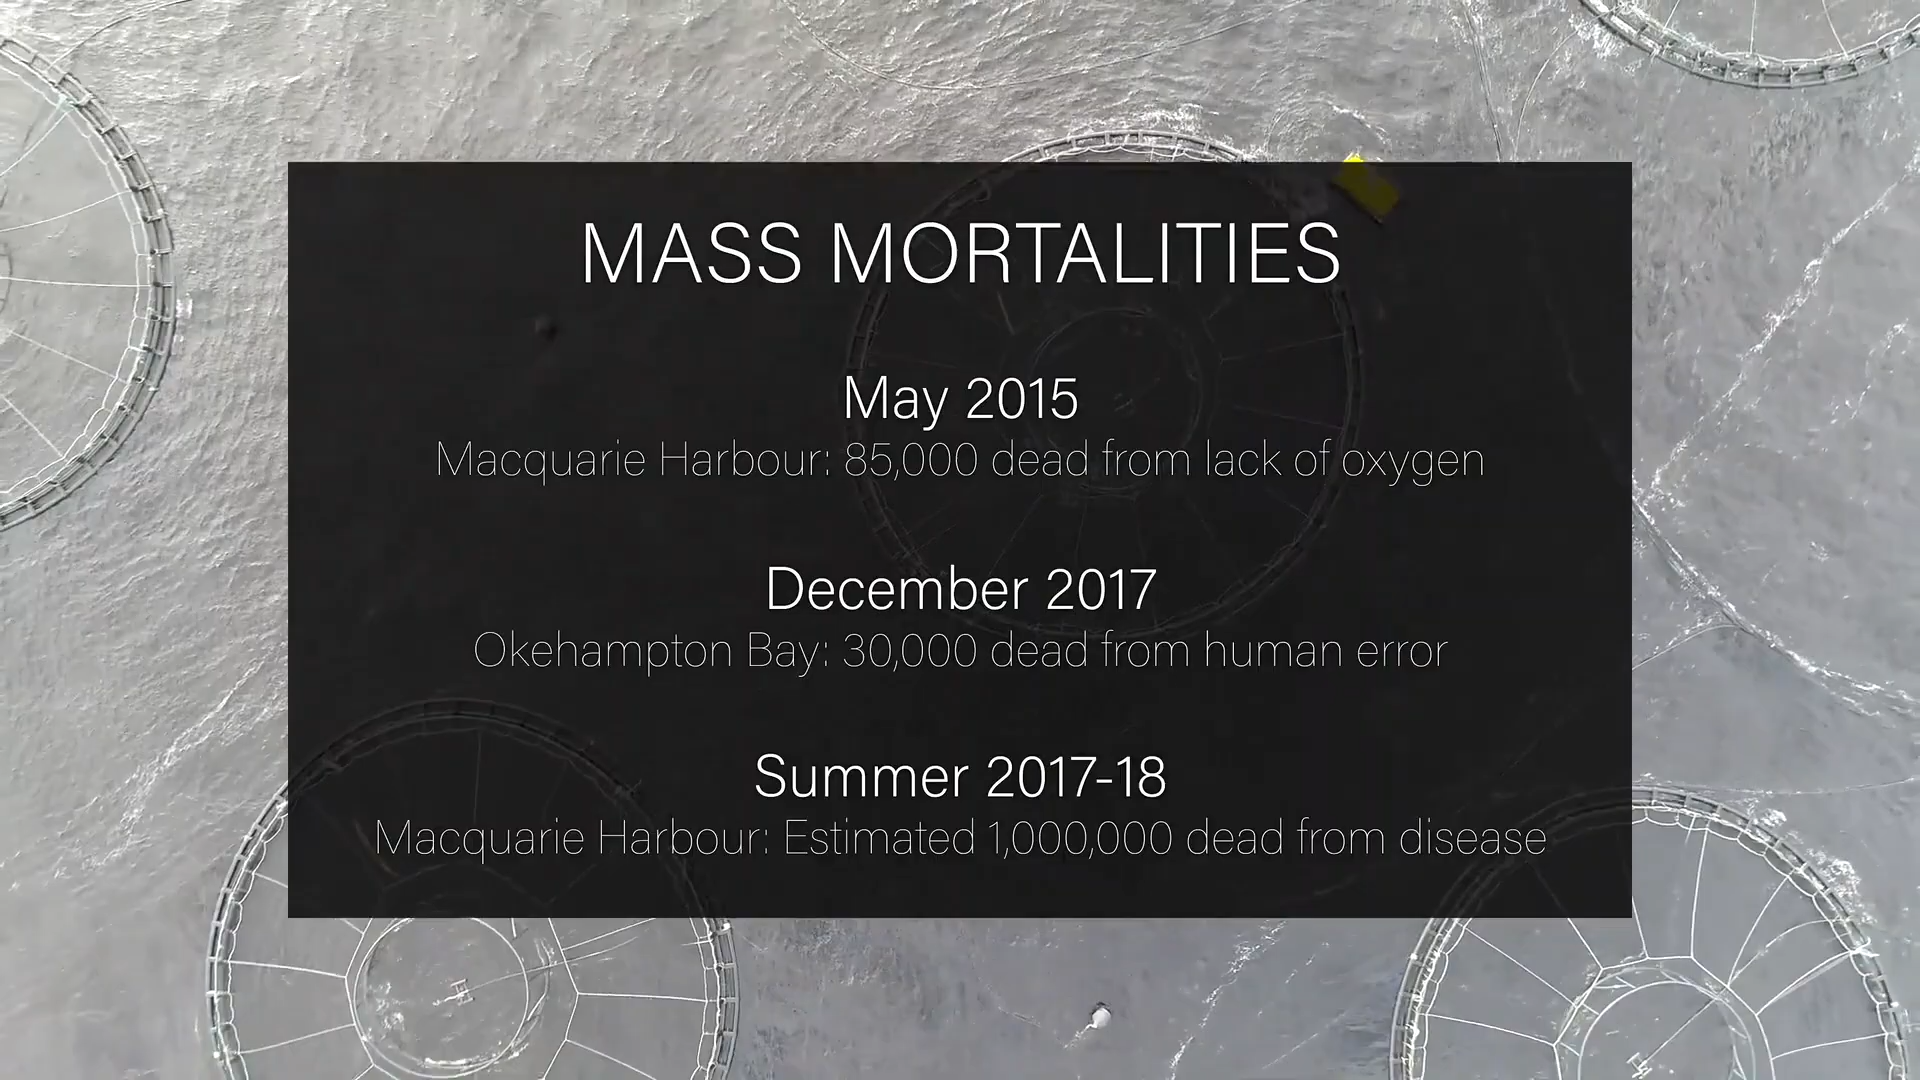 MASS MORTALITIES
May 2015
Macquarie Harbour: 85,000 dead from lack of oxygen
December 2017
Okehampton Bay: 30,000 dead from human error
Summer 2017-18
Macquarie Harbour: Estimated 1,000,000 dead from disease